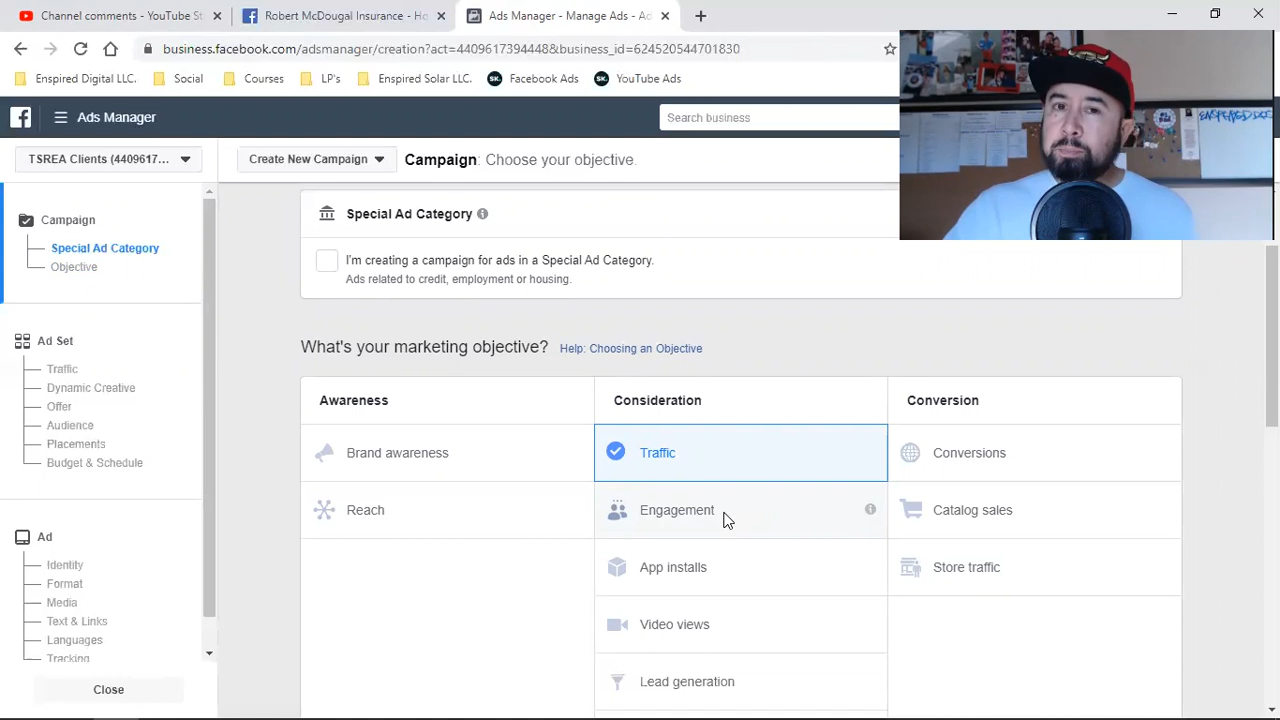 Comments - YouTube St
Robert McDougal Insurance - Ho
Ads Manager - Manage Ads - Ad
business.facebook.com/adsmanager/creation?act=4409617394448&business_id=624520544701830
Enspired Digital LLC.
Social
Courses
LP's
Enspired Solar LLC.
SK.
Facebook Ads
SK.
YouTube Ads
Ads Manager
Search business
TSREA Clients (4409617...
Create New Campaign
Campaign: Choose your objective.
Campaign
Special Ad Category
Objective
Ad Set
Traffic
Dynamic Creative
Offer
Audience
Placements
Budget & Schedule
Ad
Identity
Format
Media
Text & Links
Languages
Tracking
Close
Special Ad Category
I'm creating a campaign for ads in a Special Ad Category.
Ads related to credit, employment or housing.
What's your marketing objective?
Help: Choosing an Objective
Awareness
Consideration
Conversion
Brand awareness
Traffic
Conversions
Reach
Engagement
Catalog sales
App installs
Store traffic
Video views
Lead generation